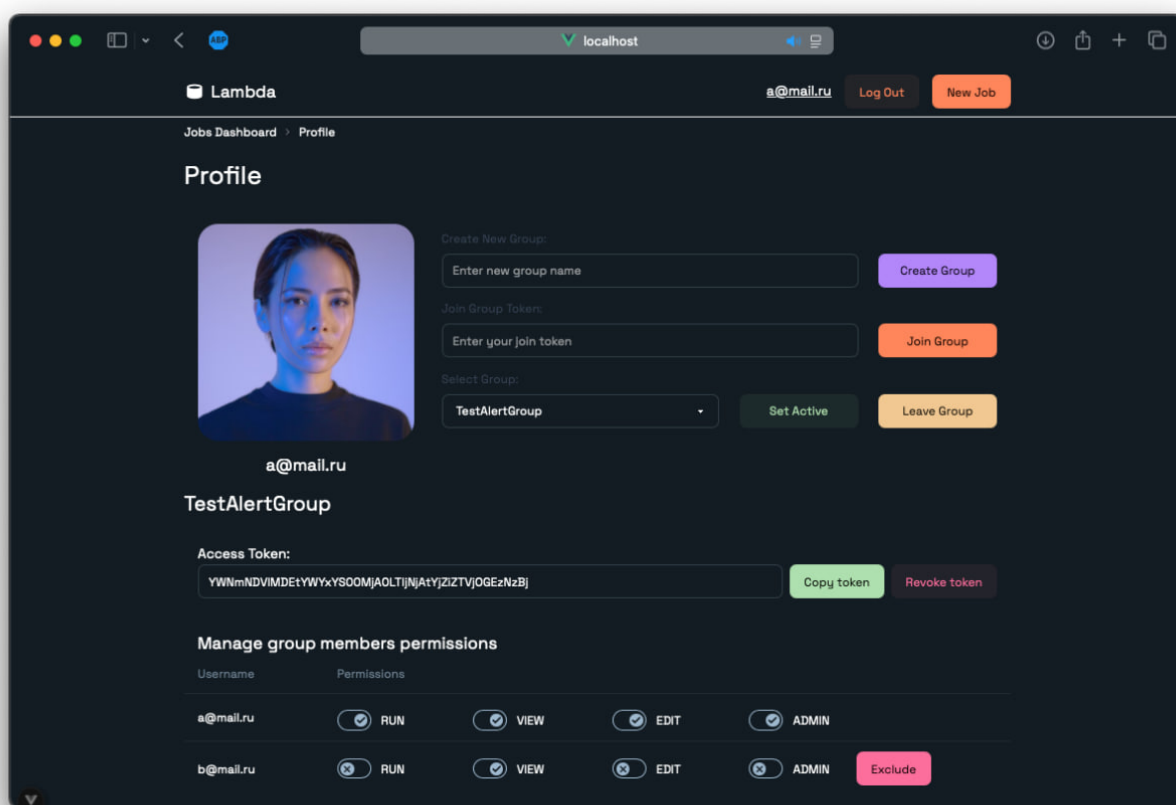 ABP
localhost
Lambda
a@mail.ru
Log Out
New Job
Jobs Dashboard > Profile
Profile
Create New Group:
Enter new group name
Create Group
Join Group Token:
Enter your join token
Join Group
Select Group:
TestAlertGroup
Set Active
Leave Group
a@mail.ru
TestAlertGroup
Access Token:
Copy token
Revoke token
Manage group members permissions
Username Permissions
a@mail.ru RUN VIEW EDIT ADMIN
b@mail.ru RUN VIEW EDIT ADMIN Exclude